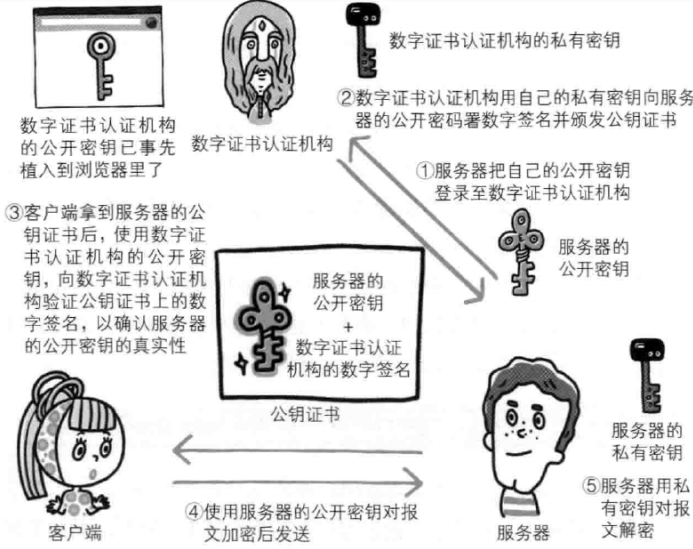 数字证书认证机构的私有密钥
数字证书认证机构
的公开密钥已事先
植入到浏览器里了
数字证书认证机构
②数字证书认证机构用自己的私有密钥向服务
器的公开密码署数字签名并颁发公钥证书
①服务器把自己的公开密钥
登录至数字证书认证机构
服务器的
公开密钥
③客户端拿到服务器的公
钥证书后，使用数字证
书认证机构的公开密
钥，向数字证书认证机
构验证公钥证书上的数
字签名，以确认服务器
的公开密钥的真实性
服务器的
公开密钥
+
数字证书认证
机构的数字签名
公钥证书
服务器的
私有密钥
④使用服务器的公开密钥对报
文加密后发送
⑤服务器用私
有密钥对报
文解密
客户端
服务器